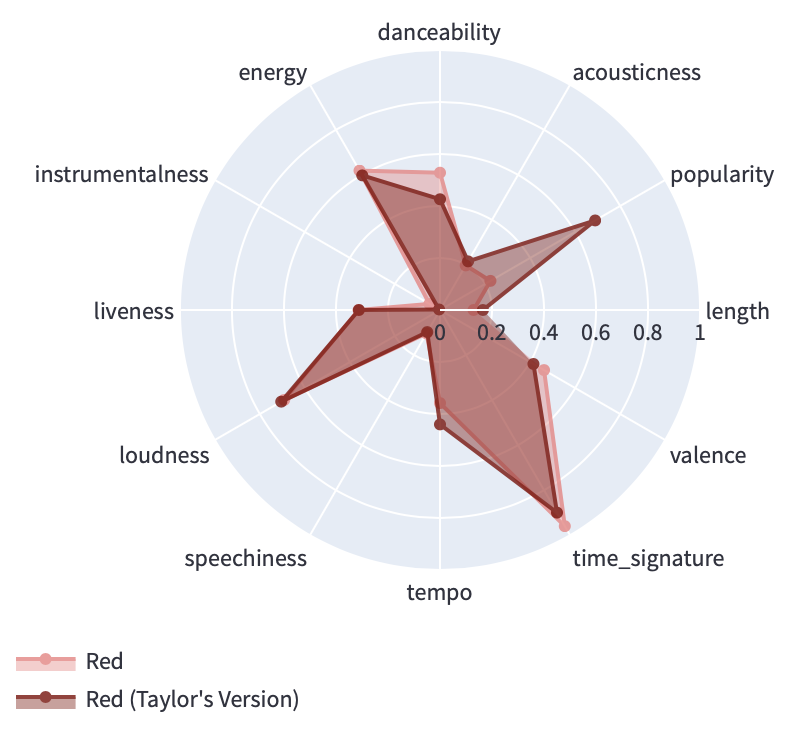 danceability
energy
acousticness
instrumentalness
popularity
liveness
length
0 0.2 0.4 0.6 0.8 1
loudness
valence
speechiness
time_signature
tempo
Red
Red (Taylor's Version)